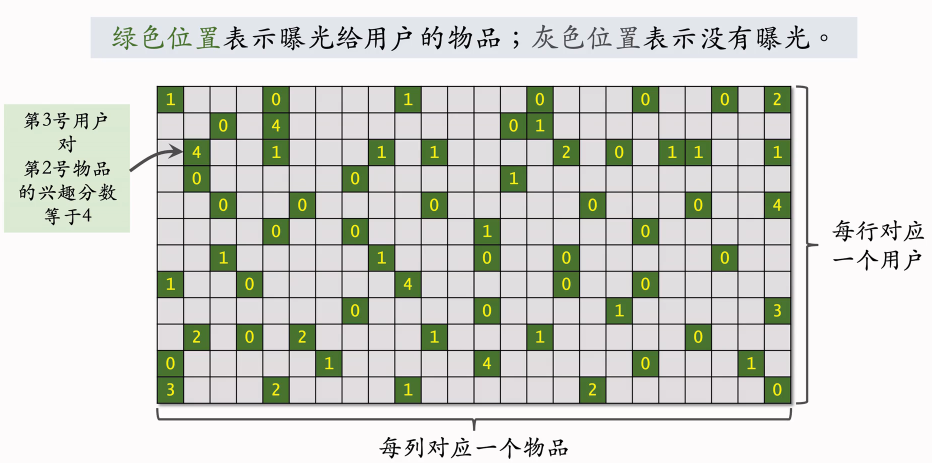 绿色位置表示曝光给用户的物品；灰色位置表示没有曝光。
第3号用户
对
第2号物品
的兴趣分数
等于4
1 0 1 0 0 0 2
0 4 0 1
4 1 1 1 2 0 1 1 1
0 0 1
0 0 0 0 0 4
0 0 1 0
1 1 0 0 0
1 0 4 0 0
0 0 1 3
2 0 2 1 1 0
0 1 4 0 1
3 2 1 2 0
每行对应
一个用户
每列对应一个物品